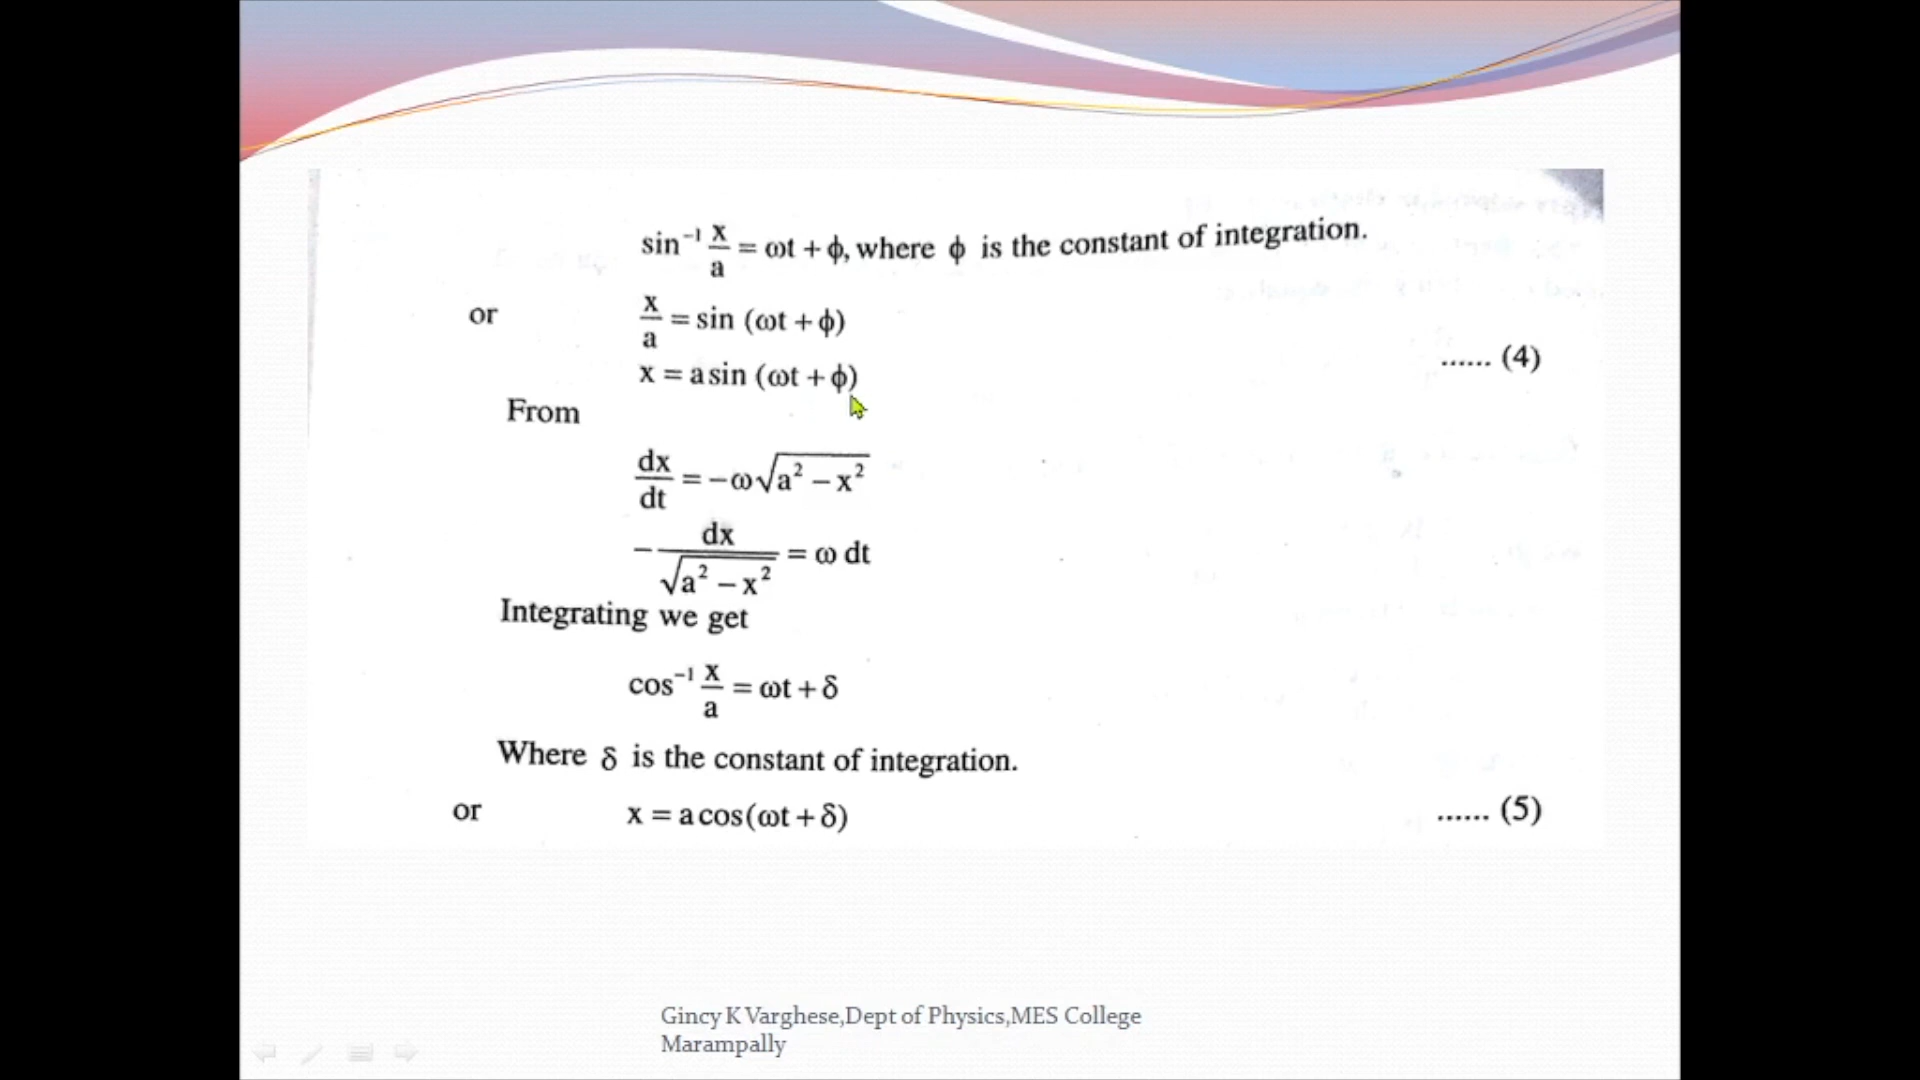 sin⁻¹ x/a = ωt + ϕ, where ϕ is the constant of integration.
or x/a = sin (ωt + ϕ)
x = a sin (ωt + ϕ) ...... (4)
From
dx/dt = −ω√(a² − x²)
− dx/√(a² − x²) = ω dt
Integrating we get
cos⁻¹ x/a = ωt + δ
Where δ is the constant of integration.
or x = a cos(ωt + δ) ...... (5)
Gincy K Varghese,Dept of Physics,MES College
Marampally